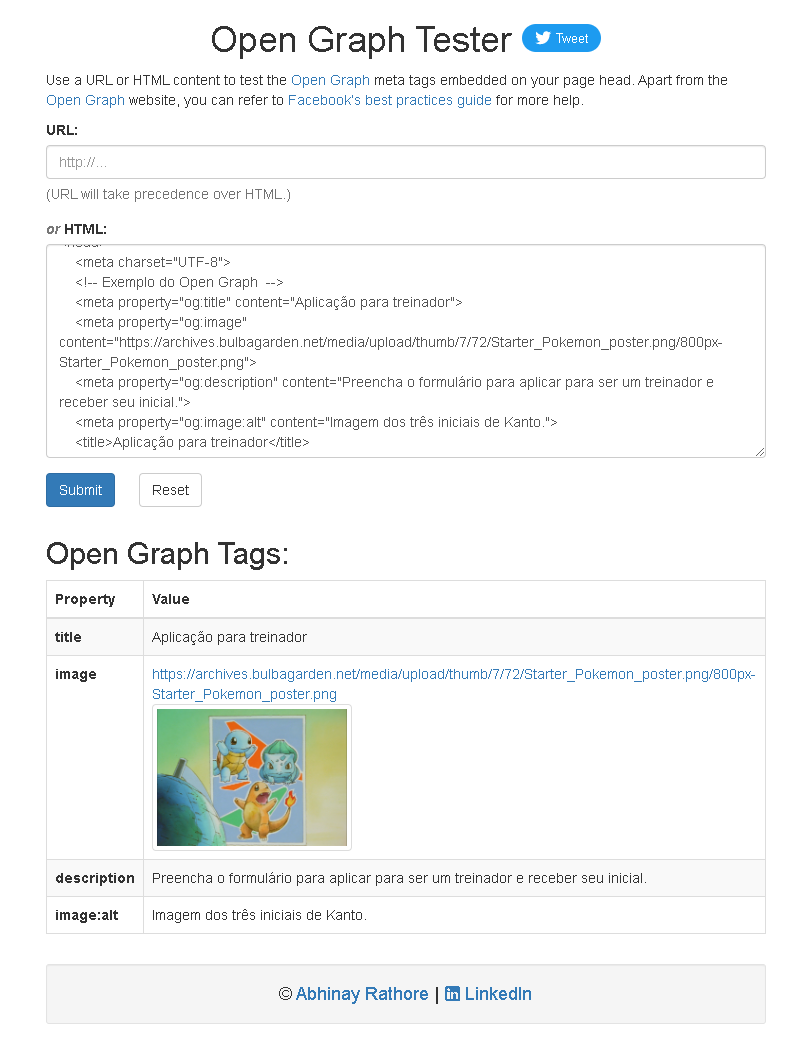 Open Graph Tester Tweet
Use a URL or HTML content to test the Open Graph meta tags embedded on your page head. Apart from the
Open Graph website, you can refer to Facebook's best practices guide for more help.
URL:
http://...
(URL will take precedence over HTML.)
or HTML:
<meta charset="UTF-8">
<!-- Exemplo do Open Graph  -->
<meta property="og:title" content="Aplicação para treinador">
<meta property="og:image"
content="https://archives.bulbagarden.net/media/upload/thumb/7/72/Starter_Pokemon_poster.png/800px-
Starter_Pokemon_poster.png">
<meta property="og:description" content="Preencha o formulário para aplicar para ser um treinador e
receber seu inicial.">
<meta property="og:image:alt" content="Imagem dos três iniciais de Kanto.">
<title>Aplicação para treinador</title>
Submit Reset
Open Graph Tags:
Property Value
title Aplicação para treinador
image https://archives.bulbagarden.net/media/upload/thumb/7/72/Starter_Pokemon_poster.png/800px-
Starter_Pokemon_poster.png
description Preencha o formulário para aplicar para ser um treinador e receber seu inicial.
image:alt Imagem dos três iniciais de Kanto.
© Abhinay Rathore | LinkedIn